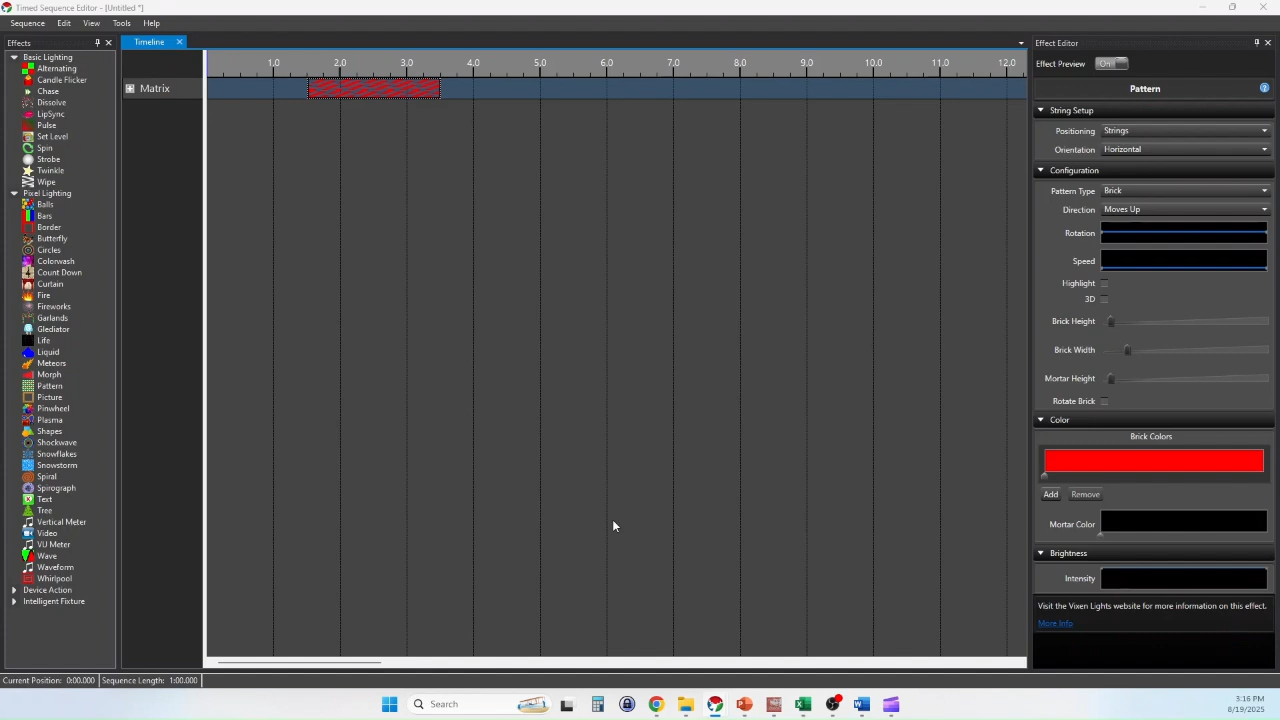 Timed Sequence Editor - [Untitled *]
Sequence Edit View Tools Help
Effects
Basic Lighting
Alternating
Candle Flicker
Chase
Dissolve
LipSync
Pulse
Set Level
Spin
Strobe
Twinkle
Wipe
Pixel Lighting
Balls
Bars
Border
Butterfly
Circles
Colorwash
Count Down
Curtain
Fire
Fireworks
Garlands
Glediator
Life
Liquid
Meteors
Morph
Pattern
Picture
Pinwheel
Plasma
Shapes
Shockwave
Snowflakes
Snowstorm
Spiral
Spirograph
Text
Tree
Vertical Meter
Video
VU Meter
Wave
Waveform
Whirlpool
Device Action
Intelligent Fixture
Timeline
1.0 2.0 3.0 4.0 5.0 6.0 7.0 8.0 9.0 10.0 11.0 12.0
Matrix
Effect Editor
Effect Preview On
Pattern
String Setup
Positioning Strings
Orientation Horizontal
Configuration
Pattern Type Brick
Direction Moves Up
Rotation
Speed
Highlight
3D
Brick Height
Brick Width
Mortar Height
Rotate Brick
Color
Brick Colors
Add Remove
Mortar Color
Brightness
Intensity
Visit the Vixen Lights website for more information on this effect.
More Info
Current Position: 0:00.000 Sequence Length: 1:00.000
Search
3:16 PM
8/19/2025